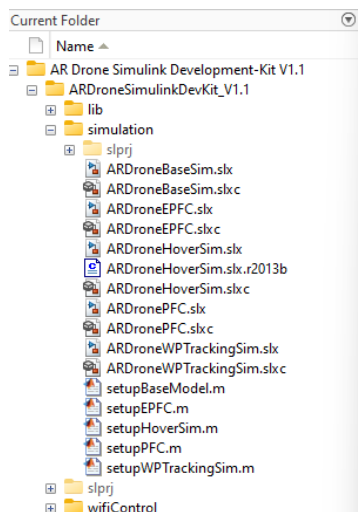 Current Folder
Name
AR Drone Simulink Development-Kit V1.1
ARDroneSimulinkDevKit_V1.1
lib
simulation
slprj
ARDroneBaseSim.slx
ARDroneBaseSim.slxc
ARDroneEPFC.slx
ARDroneEPFC.slxc
ARDroneHoverSim.slx
ARDroneHoverSim.slx.r2013b
ARDroneHoverSim.slxc
ARDronePFC.slx
ARDronePFC.slxc
ARDroneWPTrackingSim.slx
ARDroneWPTrackingSim.slxc
setupBaseModel.m
setupEPFC.m
setupHoverSim.m
setupPFC.m
setupWPTrackingSim.m
slprj
wifiControl